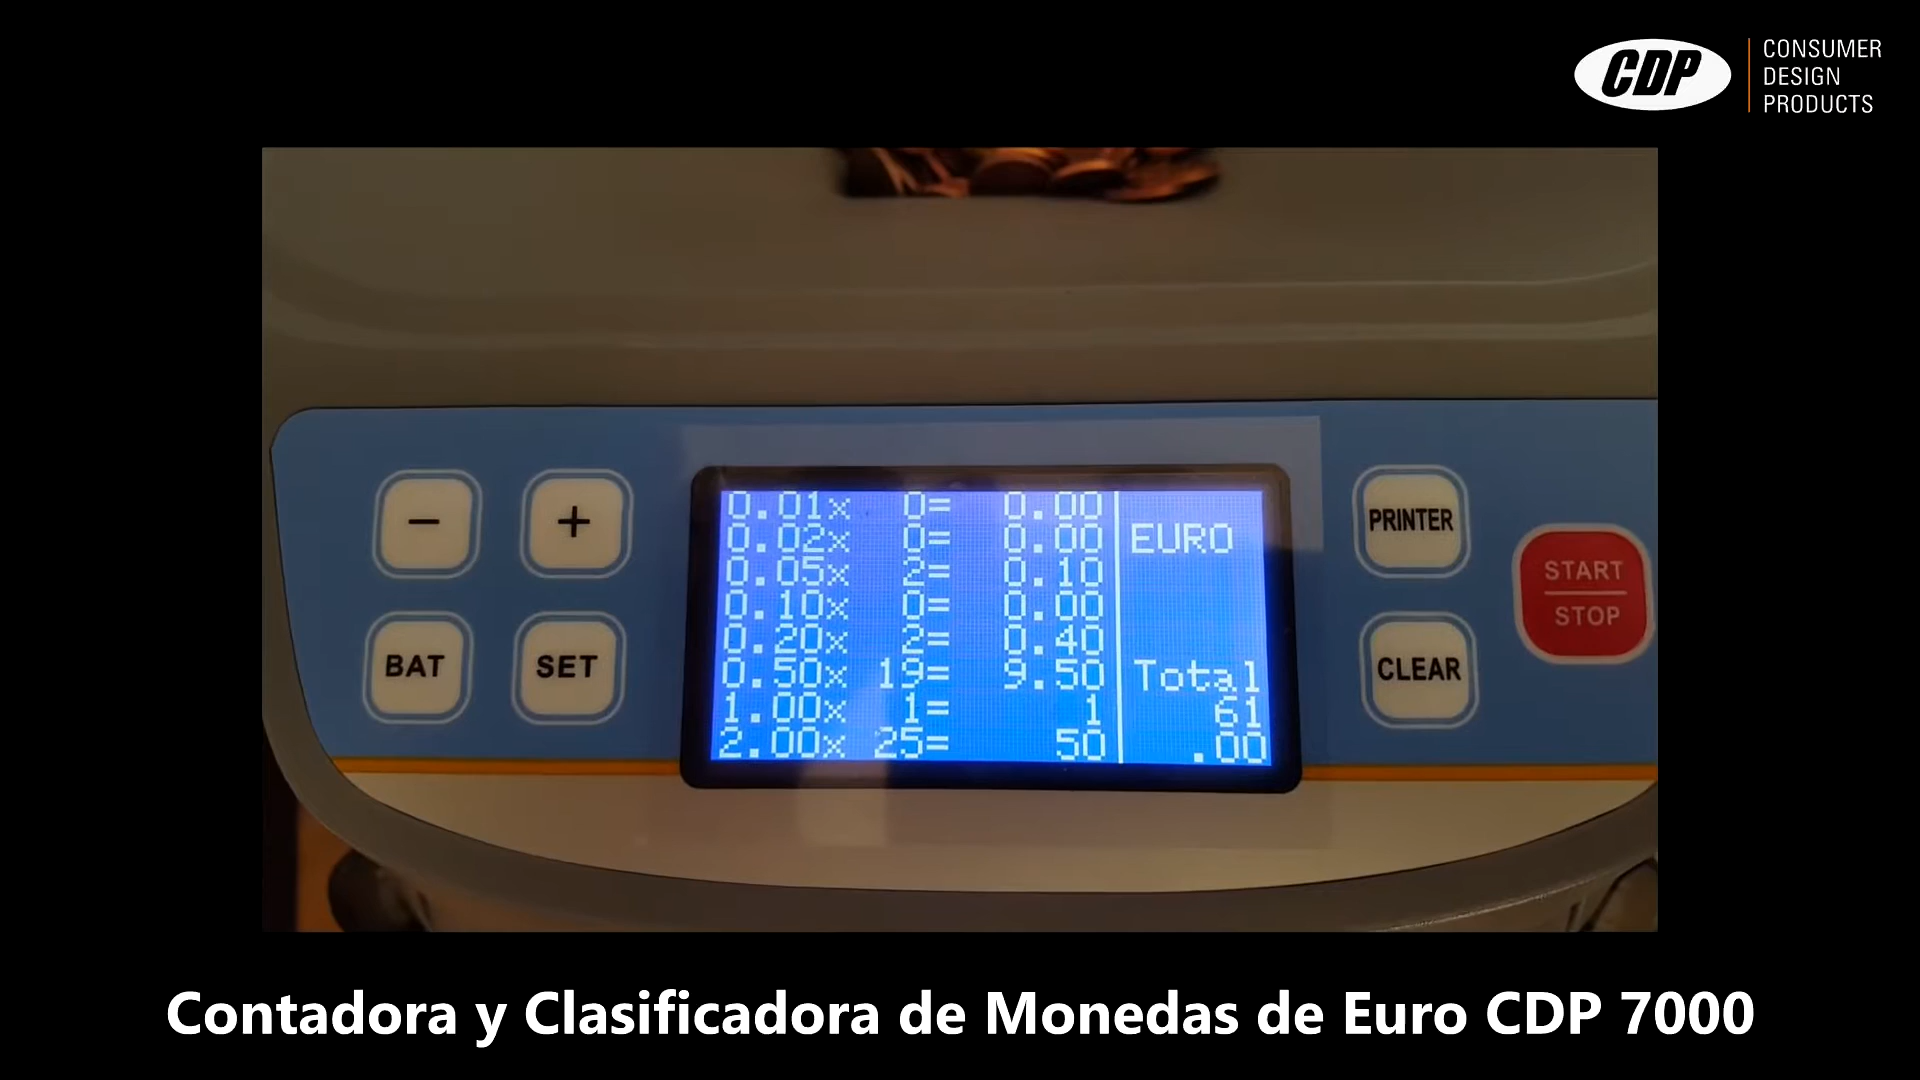 CDP
CONSUMER
DESIGN
PRODUCTS
- + PRINTER
START
STOP
BAT SET CLEAR
0.01x 0= 0.00
0.02x 0= 0.00 EURO
0.05x 2= 0.10
0.10x 0= 0.00
0.20x 2= 0.40
0.50x 19= 9.50 Total
1.00x 1= 1 61
2.00x 25= 50 .00
Contadora y Clasificadora de Monedas de Euro CDP 7000